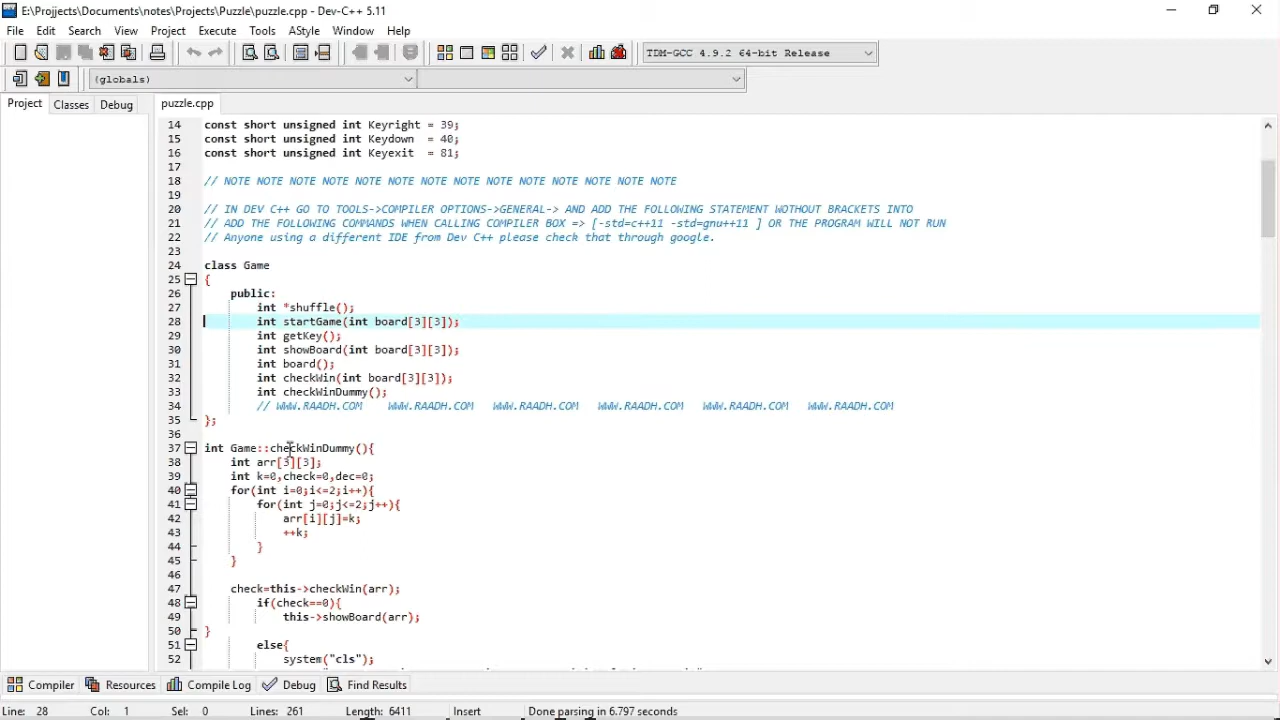 E:\Projjects\Documents\notes\Projects\Puzzle\puzzle.cpp - Dev-C++ 5.11
File Edit Search View Project Execute Tools AStyle Window Help
TDM-GCC 4.9.2 64-bit Release
(globals)
Project Classes Debug puzzle.cpp
14 const short unsigned int Keyright = 39;
15 const short unsigned int Keydown  = 40;
16 const short unsigned int Keyexit  = 81;
17
18 // NOTE NOTE NOTE NOTE NOTE NOTE NOTE NOTE NOTE NOTE NOTE NOTE NOTE NOTE
19
20 // IN DEV C++ GO TO TOOLS->COMPILER OPTIONS->GENERAL-> AND ADD THE FOLLOWING STATEMENT WOTHOUT BRACKETS INTO
21 // ADD THE FOLLOWING COMMANDS WHEN CALLING COMPILER BOX => [-std=c++11 -std=gnu++11 ] OR THE PROGRAM WILL NOT RUN
22 // Anyone using a different IDE from Dev C++ please check that through google.
23
24 class Game
25 {
26 public:
27 int *shuffle();
28 int startGame(int board[3][3]);
29 int getKey();
30 int showBoard(int board[3][3]);
31 int board();
32 int checkWin(int board[3][3]);
33 int checkWinDummy();
34 // WWW.RAADH.COM    WWW.RAADH.COM   WWW.RAADH.COM   WWW.RAADH.COM   WWW.RAADH.COM   WWW.RAADH.COM
35 };
36
37 int Game::checkWinDummy(){
38 int arr[3][3];
39 int k=0,check=0,dec=0;
40 for(int i=0;i<=2;i++){
41 for(int j=0;j<=2;j++){
42 arr[i][j]=k;
43 ++k;
44 }
45 }
46
47 check=this->checkWin(arr);
48 if(check==0){
49 this->showBoard(arr);
50 }
51 else{
52 system("cls");
Compiler Resources Compile Log Debug Find Results
Line: 28 Col: 1 Sel: 0 Lines: 261 Length: 6411 Insert Done parsing in 6.797 seconds